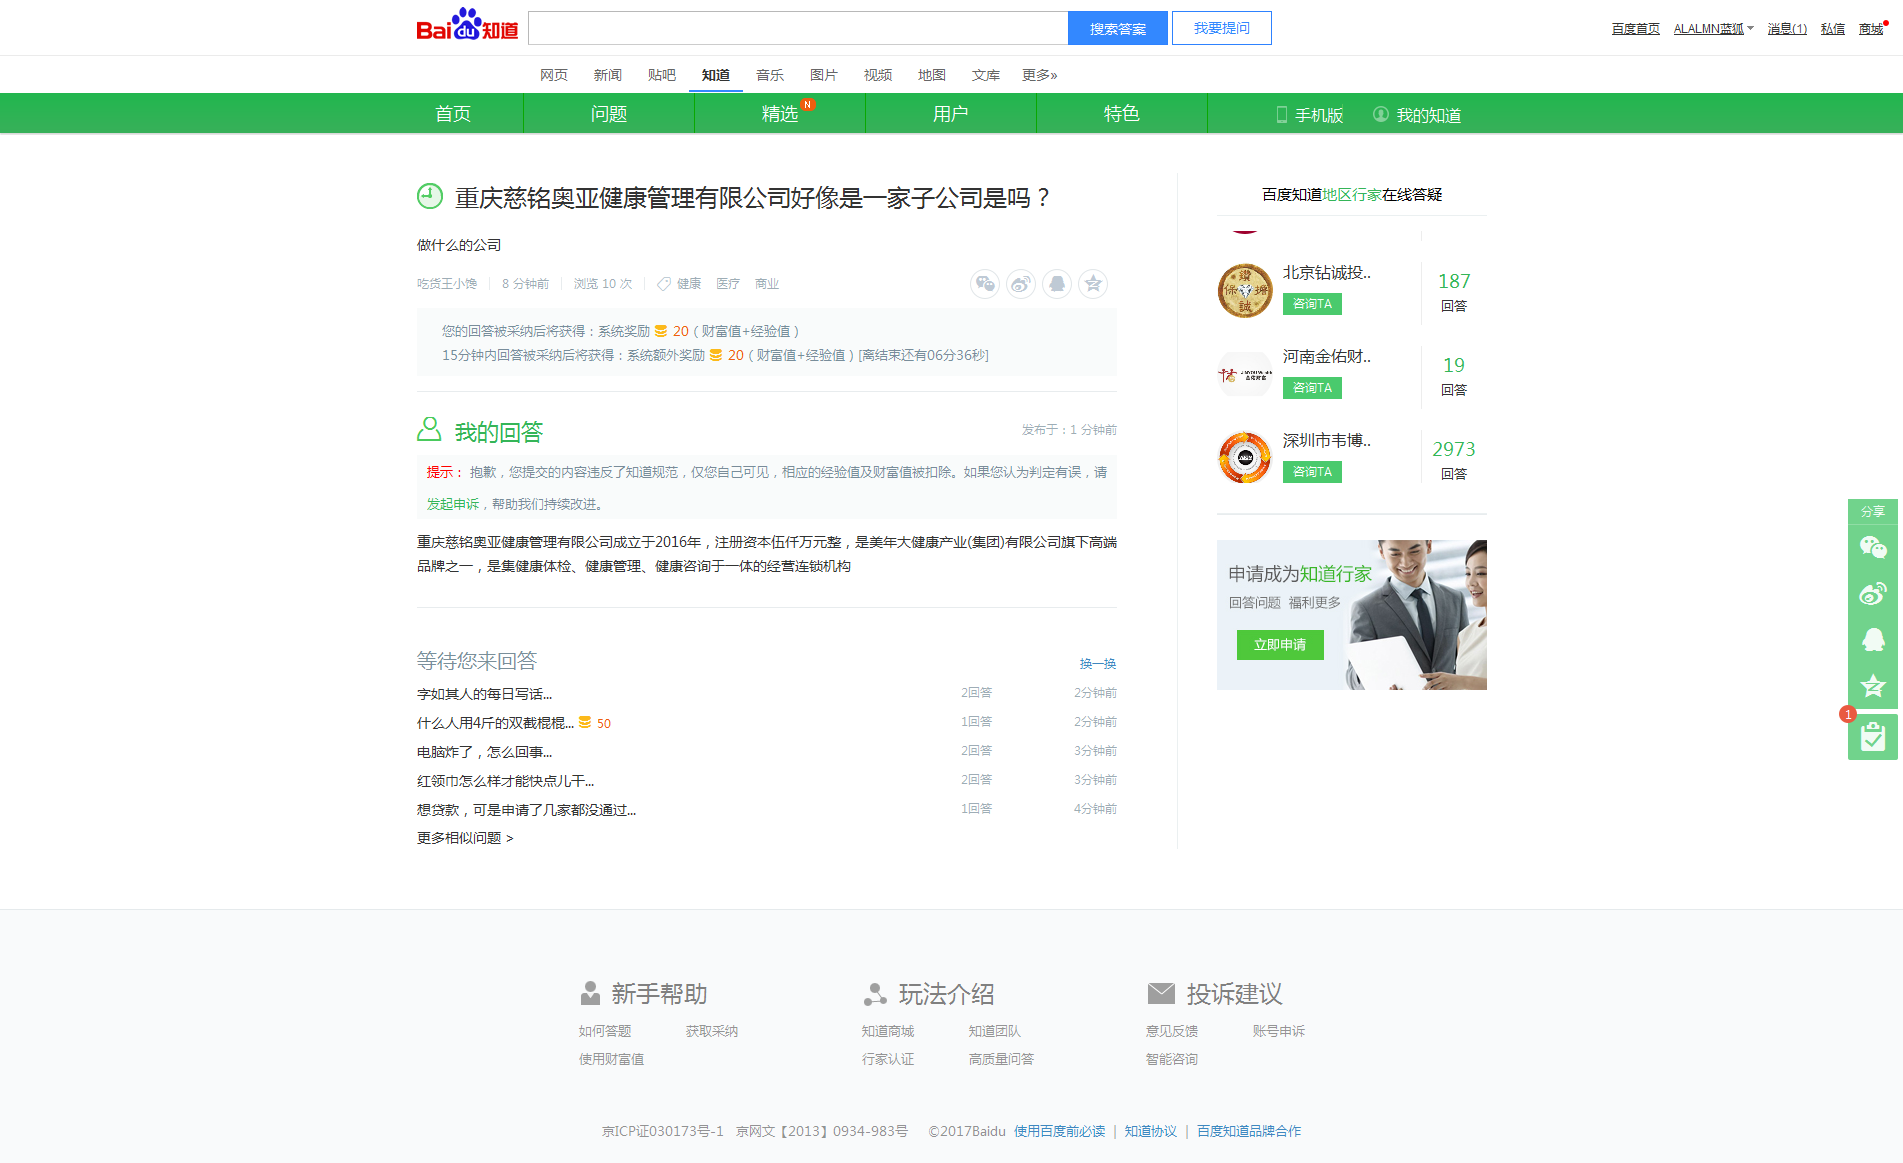 Bai du 知道
搜索答案
我要提问
百度首页 ALALMN蓝狐 消息(1) 私信 商城
网页 新闻 贴吧 知道 音乐 图片 视频 地图 文库 更多»
首页 问题 精选 N 用户 特色 手机版 我的知道
重庆慈铭奥亚健康管理有限公司好像是一家子公司是吗？
做什么的公司
吃货王小馋 8 分钟前 浏览 10 次 健康 医疗 商业
您的回答被采纳后将获得：系统奖励 20（财富值+经验值）
15分钟内回答被采纳后将获得：系统额外奖励 20（财富值+经验值）[离结束还有06分36秒]
我的回答
发布于：1 分钟前
提示： 抱歉，您提交的内容违反了知道规范，仅您自己可见，相应的经验值及财富值被扣除。如果您认为判定有误，请
发起申诉，帮助我们持续改进。
重庆慈铭奥亚健康管理有限公司成立于2016年，注册资本伍仟万元整，是美年大健康产业(集团)有限公司旗下高端
品牌之一，是集健康体检、健康管理、健康咨询于一体的经营连锁机构
等待您来回答
换一换
字如其人的每日写话... 2回答 2分钟前
什么人用4斤的双截棍棍... 50 1回答 2分钟前
电脑炸了，怎么回事... 2回答 3分钟前
红领巾怎么样才能快点儿干... 2回答 3分钟前
想贷款，可是申请了几家都没通过... 1回答 4分钟前
更多相似问题 >
百度知道地区行家在线答疑
北京钻诚投..
咨询TA
187
回答
河南金佑财..
咨询TA
19
回答
深圳市韦博..
咨询TA
2973
回答
申请成为知道行家
回答问题 福利更多
立即申请
分享
1
新手帮助
如何答题 获取采纳
使用财富值
玩法介绍
知道商城 知道团队
行家认证 高质量问答
投诉建议
意见反馈 账号申诉
智能咨询
京ICP证030173号-1 京网文【2013】0934-983号 ©2017Baidu 使用百度前必读 | 知道协议 | 百度知道品牌合作